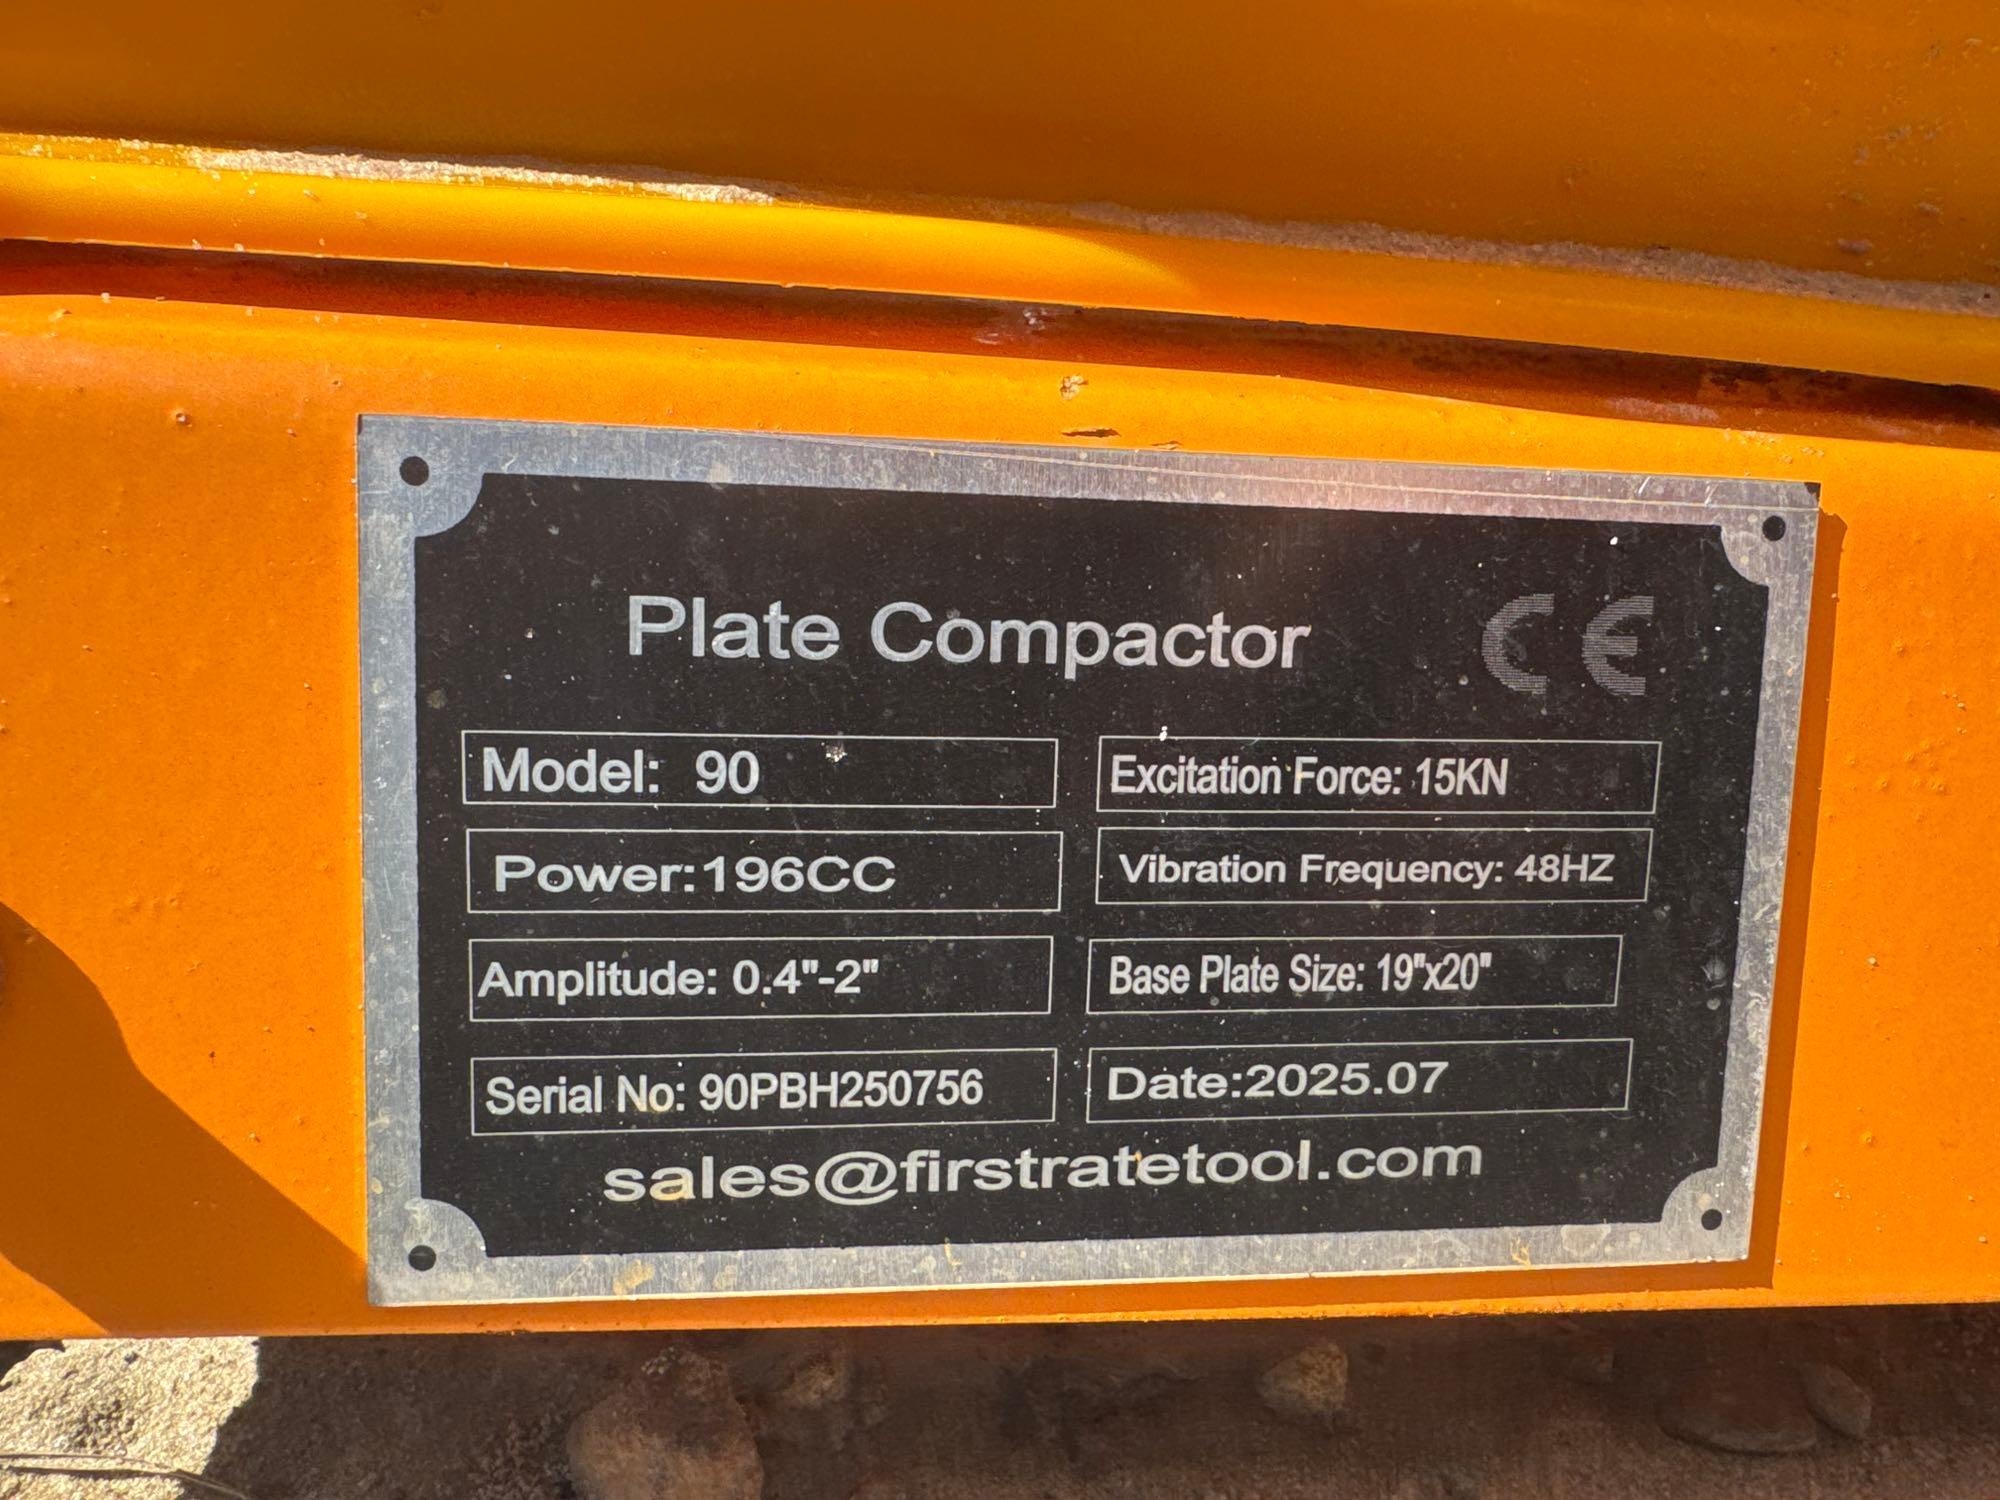 Plate Compactor CE
Model: 90
Excitation Force: 15KN
Power:196CC
Vibration Frequency: 48HZ
Amplitude: 0.4"-2"
Base Plate Size: 19"x20"
Serial No: 90PBH250756
Date:2025.07
sales@firstratetool.com